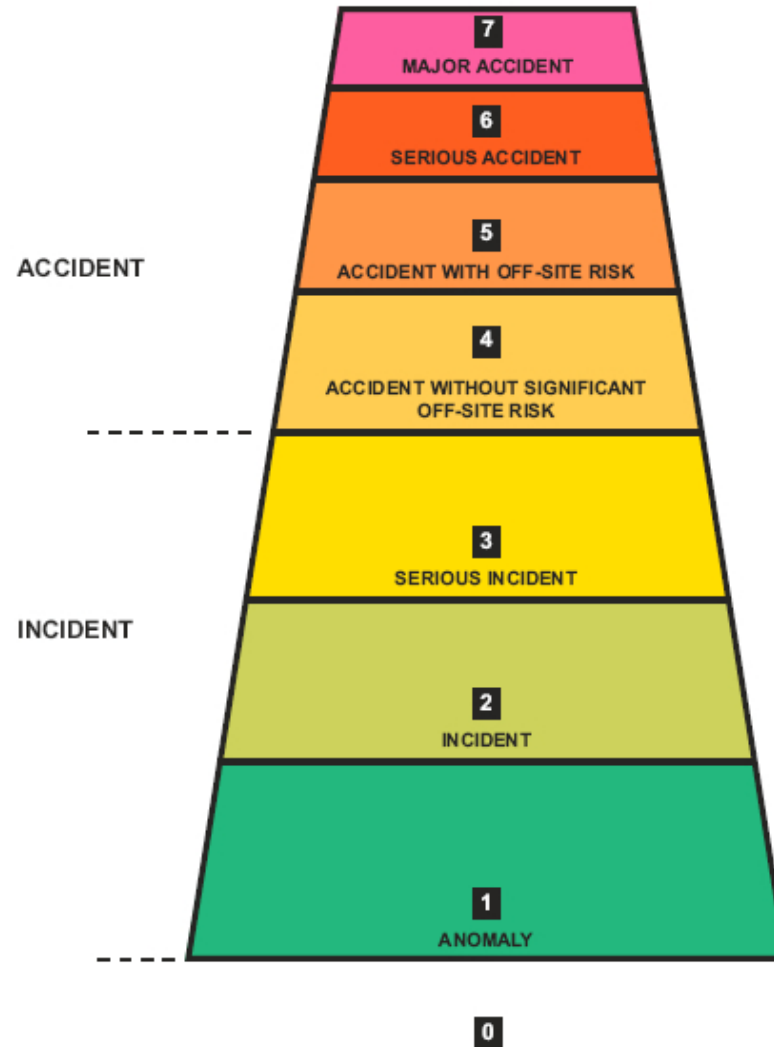 7
MAJOR ACCIDENT
6
SERIOUS ACCIDENT
5
ACCIDENT WITH OFF-SITE RISK
ACCIDENT
4
ACCIDENT WITHOUT SIGNIFICANT
OFF-SITE RISK
3
SERIOUS INCIDENT
INCIDENT
2
INCIDENT
1
ANOMALY
0